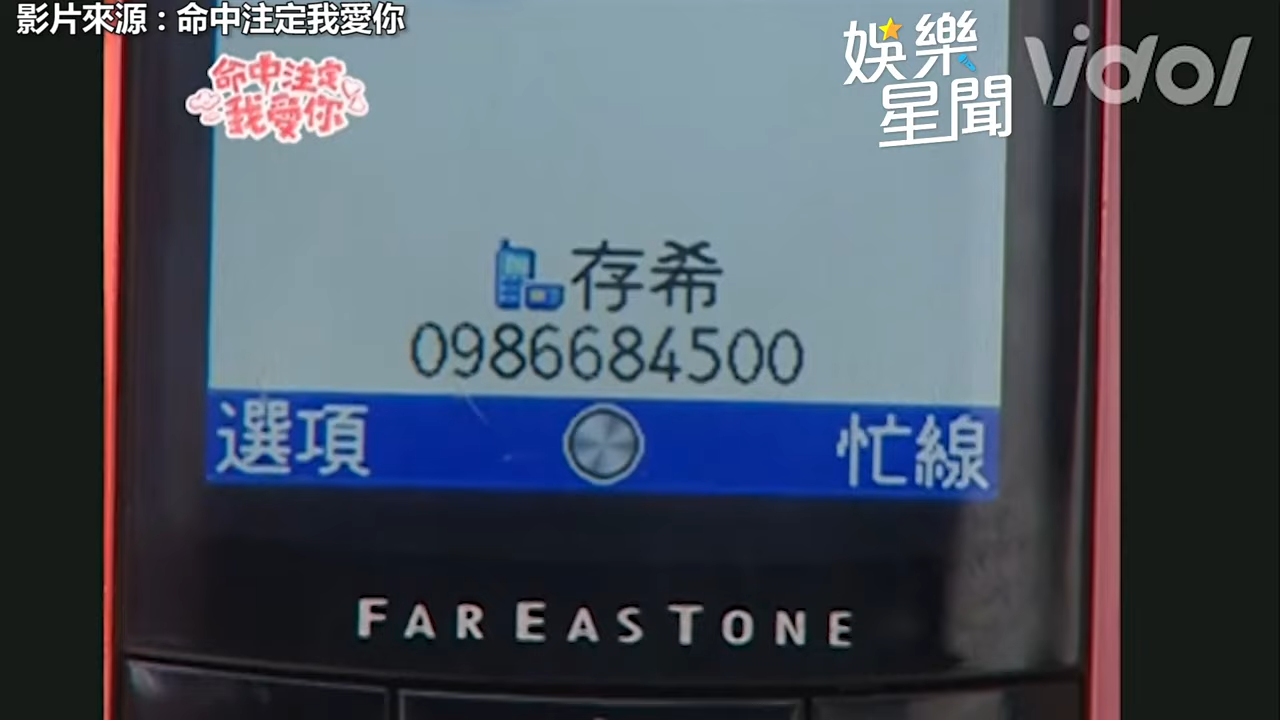 影片來源：命中注定我愛你
命中注定
我愛你
娛樂
星聞
Vidol
存希
0986684500
選項
忙線
FAREASTONE